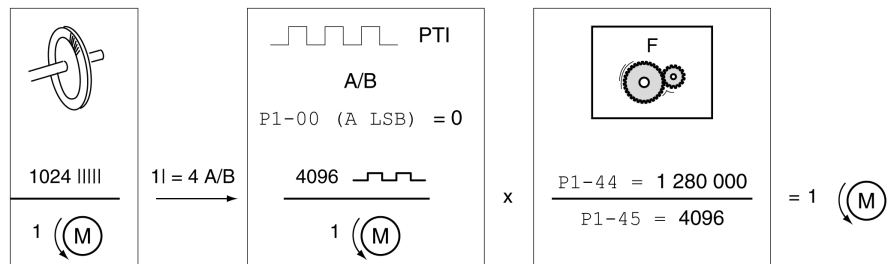 1024 IIIII
1 M
1I = 4 A/B
PTI
A/B
P1-00 (A LSB) = 0
4096
1 M
x
F
P1-44 = 1 280 000
P1-45 = 4096
= 1 M